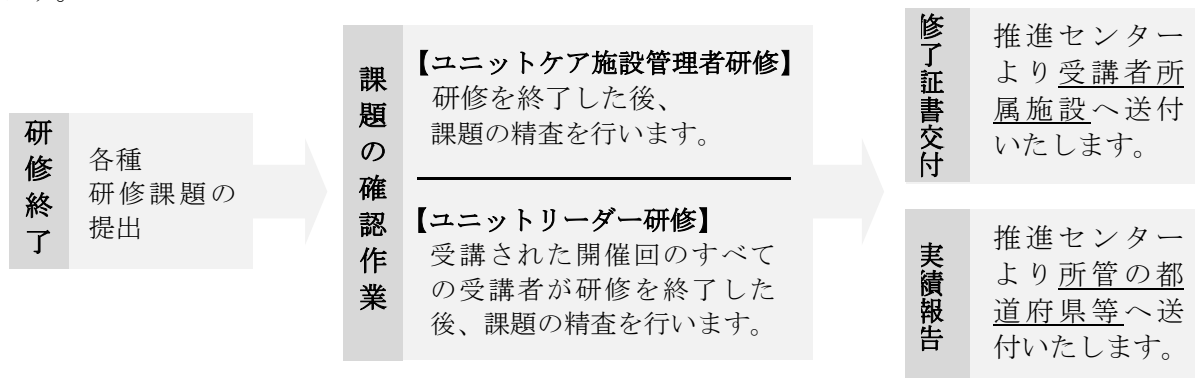 す。
研修終了
各種
研修課題の
提出
課題の確認作業
【ユニットケア施設管理者研修】
研修を終了した後、
課題の精査を行います。
【ユニットリーダー研修】
受講された開催回のすべて
の受講者が研修を終了した
後、課題の精査を行います。
修了証書交付
推進センター
より受講者所
属施設へ送付
いたします。
実績報告
推進センター
より所管の都
道府県等へ送
付いたします。